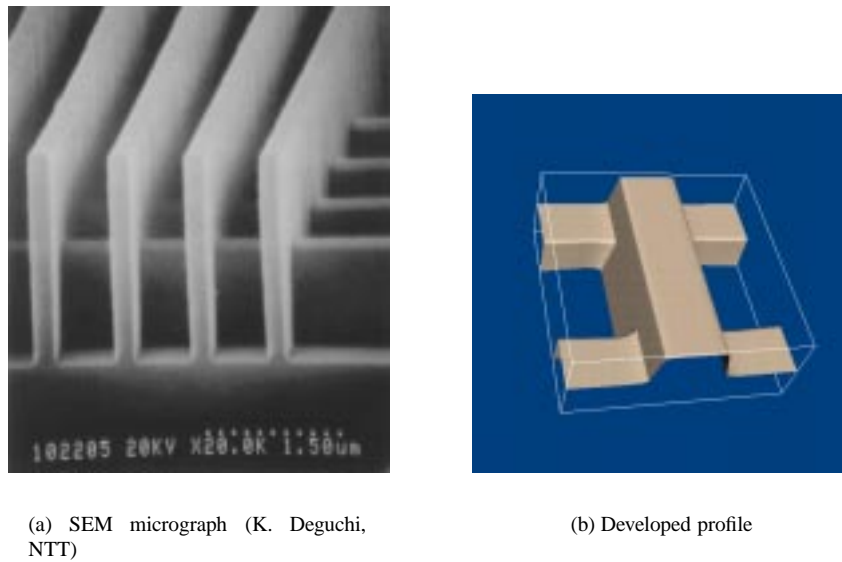 102205 20KV X20.0K 1.50um
(a) SEM micrograph (K. Deguchi,
NTT)
(b) Developed profile